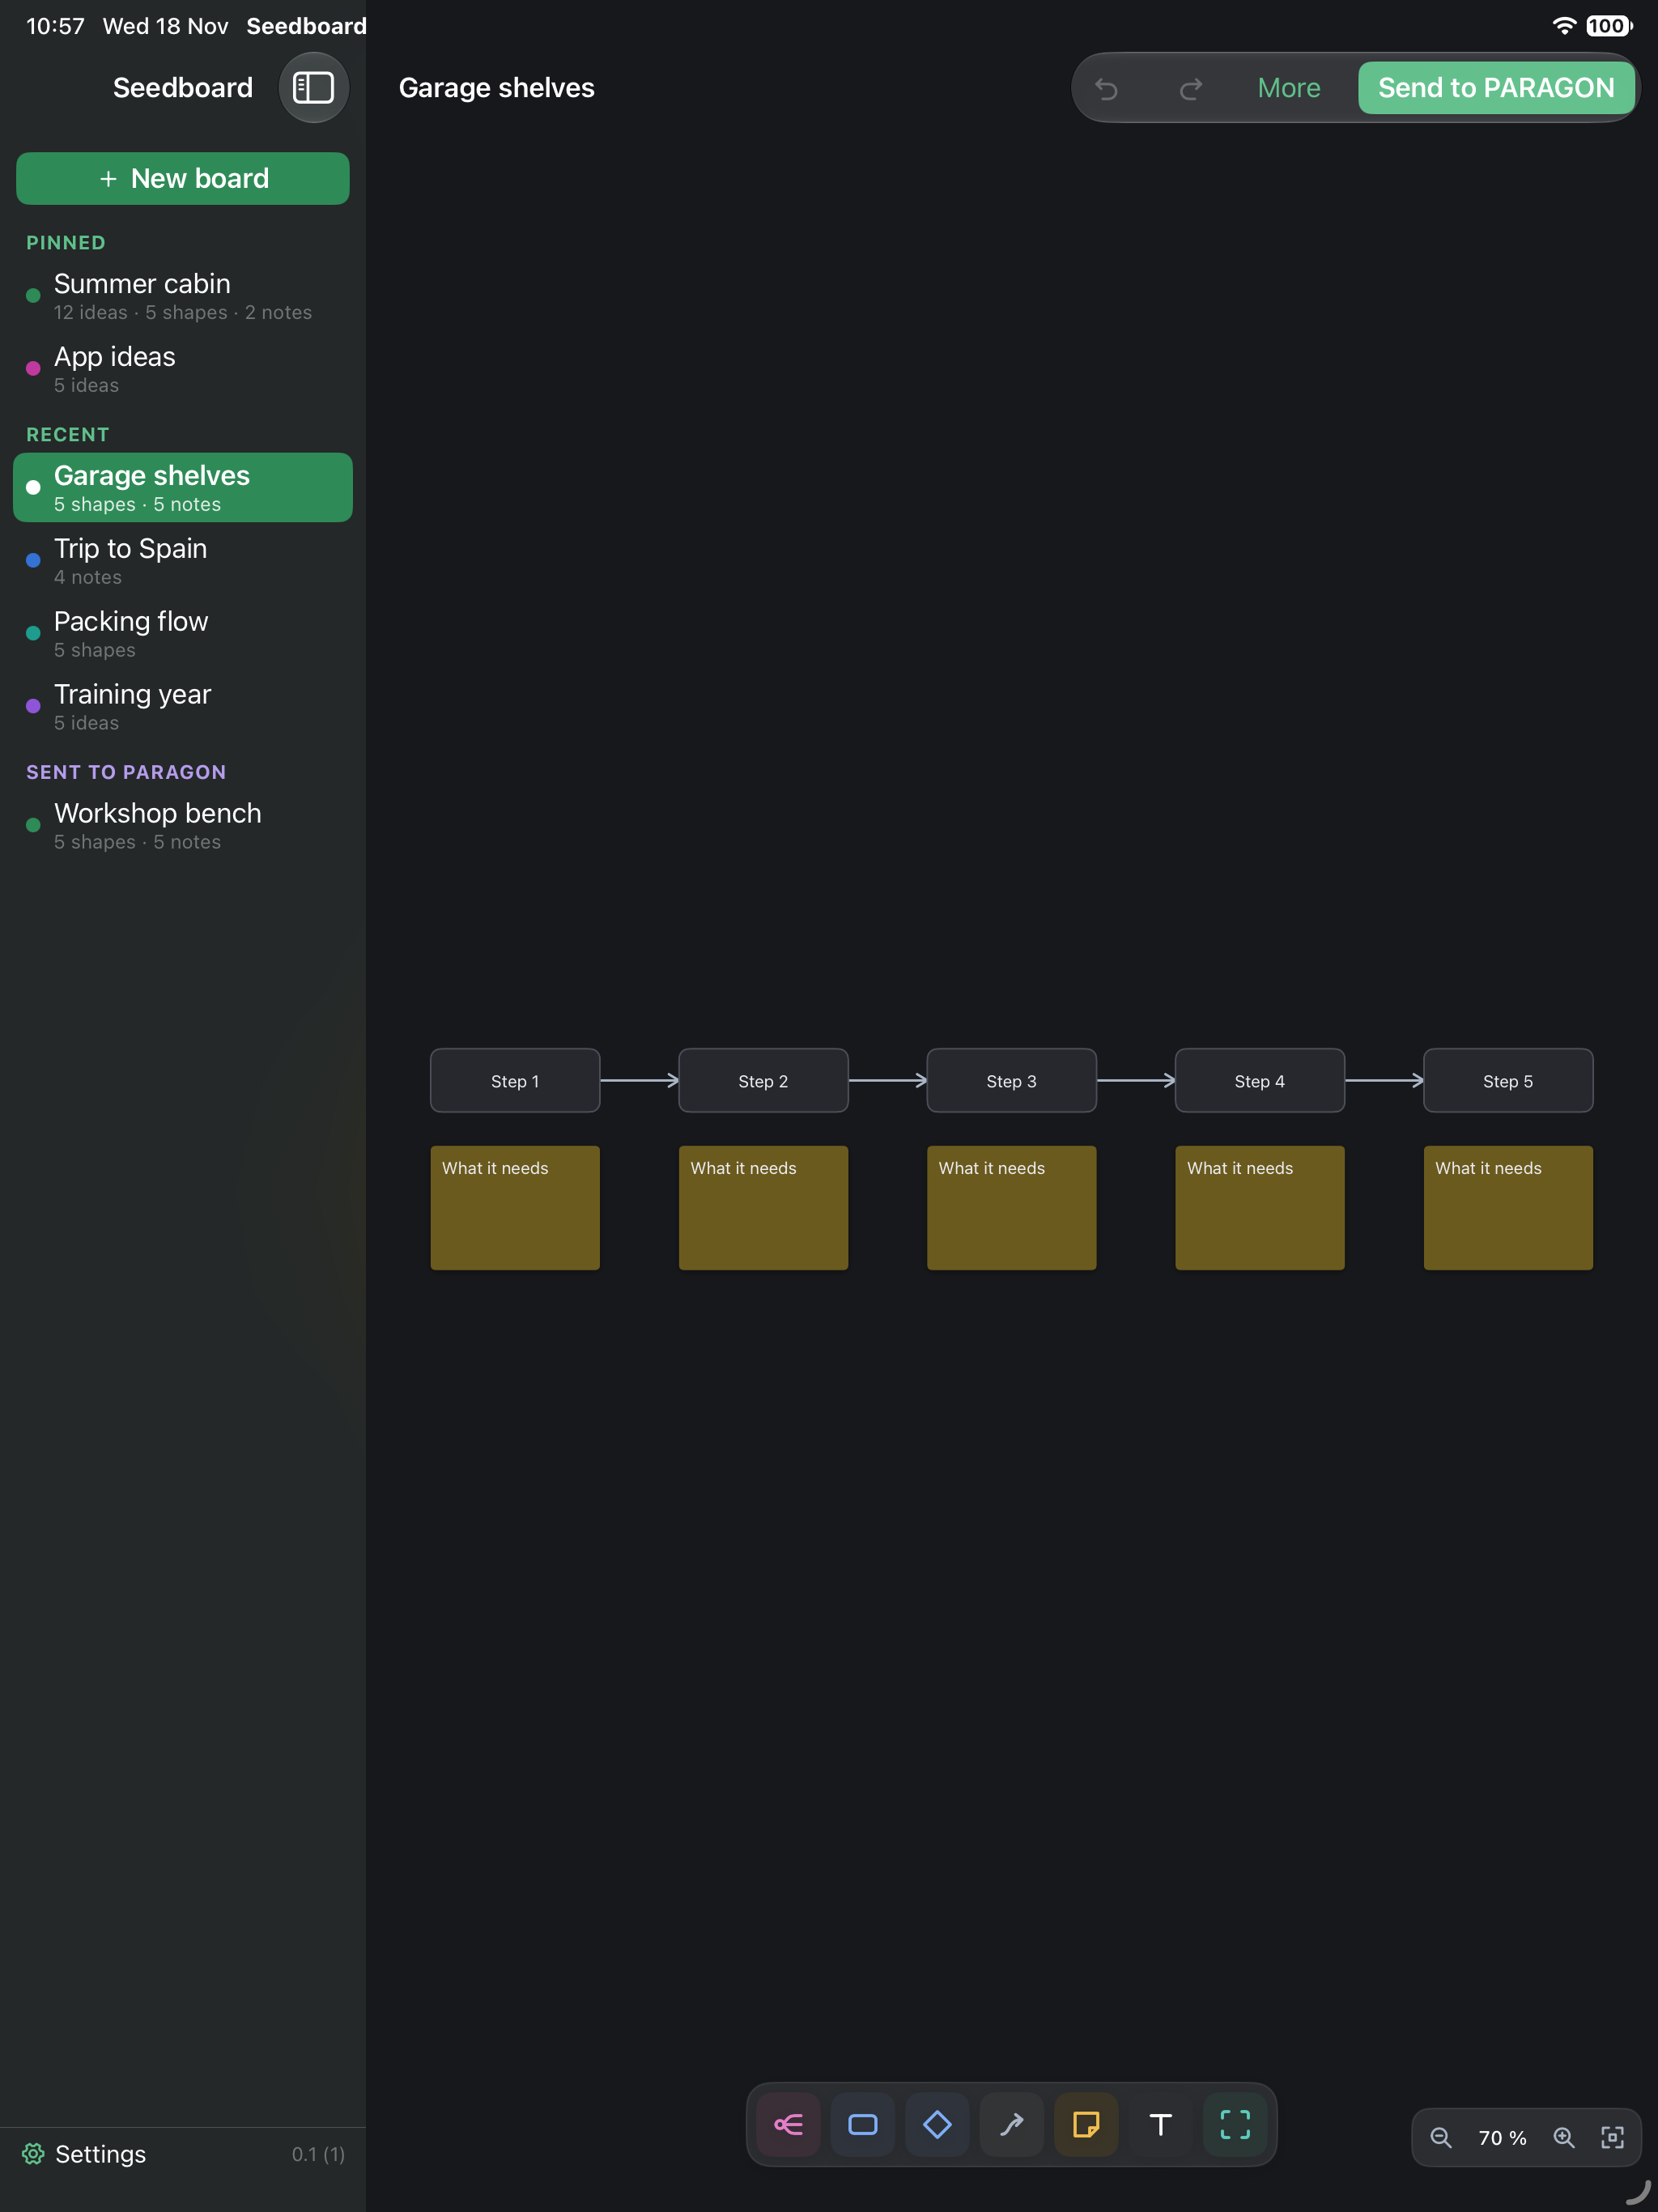 10:57 Wed 18 Nov Seedboard
100
Seedboard
Garage shelves
More
Send to PARAGON
+ New board
PINNED
Summer cabin
12 ideas · 5 shapes · 2 notes
App ideas
5 ideas
RECENT
Garage shelves
5 shapes · 5 notes
Trip to Spain
4 notes
Packing flow
5 shapes
Training year
5 ideas
SENT TO PARAGON
Workshop bench
5 shapes · 5 notes
Step 1
Step 2
Step 3
Step 4
Step 5
What it needs
What it needs
What it needs
What it needs
What it needs
T
70 %
Settings
0.1 (1)